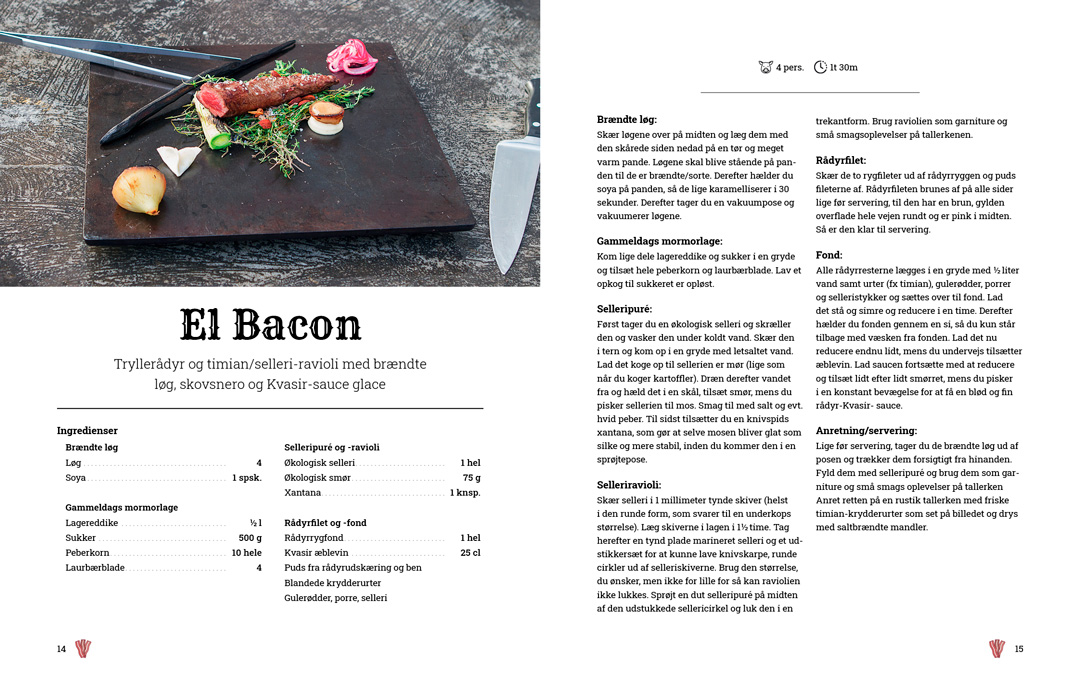 El Bacon
Tryllerådyr og timian/selleri-ravioli med brændte
løg, skovsnero og Kvasir-sauce glace
Ingredienser
Brændte løg
Løg 4
Soya 1 spsk.
Gammeldags mormorlage
Lagereddike ½ l
Sukker 500 g
Peberkorn 10 hele
Laurbærblade 4
Selleripuré og -ravioli
Økologisk selleri 1 hel
Økologisk smør 75 g
Xantana 1 knsp.
Rådyrfilet og -fond
Rådyrrygfond 1 hel
Kvasir æblevin 25 cl
Puds fra rådyrudskæring og ben
Blandede krydderurter
Gulerødder, porre, selleri
14
4 pers. 1t 30m
Brændte løg:
Skær løgene over på midten og læg dem med
den skårede siden nedad på en tør og meget
varm pande. Løgene skal blive stående på pan-
den til de er brændte/sorte. Derefter hælder du
soya på panden, så de lige karamelliserer i 30
sekunder. Derefter tager du en vakuumpose og
vakuumerer løgene.
Gammeldags mormorlage:
Kom lige dele lagereddike og sukker i en gryde
og tilsæt hele peberkorn og laurbærblade. Lav et
opkog til sukkeret er opløst.
Selleripuré:
Først tager du en økologisk selleri og skræller
den og vasker den under koldt vand. Skær den
i tern og kom op i en gryde med letsaltet vand.
Lad det koge op til sellerien er mør (lige som
når du koger kartoffler). Dræn derefter vandet
fra og hæld det i en skål, tilsæt smør, mens du
pisker sellerien til mos. Smag til med salt og evt.
hvid peber. Til sidst tilsætter du en knivspids
xantana, som gør at selve mosen bliver glat som
silke og mere stabil, inden du kommer den i en
sprøjtepose.
Selleriravioli:
Skær selleri i 1 millimeter tynde skiver (helst
i den runde form, som svarer til en underkops
størrelse). Læg skiverne i lagen i 1½ time. Tag
herefter en tynd plade marineret selleri og et ud-
stikkersæt for at kunne lave knivskarpe, runde
cirkler ud af selleriskiverne. Brug den størrelse,
du ønsker, men ikke for lille for så kan raviolien
ikke lukkes. Sprøjt en dut selleripuré på midten
af den udstukkede sellericirkel og luk den i en
trekantform. Brug raviolien som garniture og
små smagsoplevelser på tallerkenen.
Rådyrfilet:
Skær de to rygfileter ud af rådyrryggen og puds
fileterne af. Rådyrfileten brunes af på alle sider
lige før servering, til den har en brun, gylden
overflade hele vejen rundt og er pink i midten.
Så er den klar til servering.
Fond:
Alle rådyrresterne lægges i en gryde med ½ liter
vand samt urter (fx timian), gulerødder, porrer
og selleristykker og sættes over til fond. Lad
det stå og simre og reducere i en time. Derefter
hælder du fonden gennem en si, så du kun står
tilbage med væsken fra fonden. Lad det nu
reducere endnu lidt, mens du undervejs tilsætter
æblevin. Lad saucen fortsætte med at reducere
og tilsæt lidt efter lidt smørret, mens du pisker
i en konstant bevægelse for at få en blød og fin
rådyr-Kvasir- sauce.
Anretning/servering:
Lige før servering, tager du de brændte løg ud af
posen og trækker dem forsigtigt fra hinanden.
Fyld dem med selleripuré og brug dem som gar-
niture og små smags oplevelser på tallerken
Anret retten på en rustik tallerken med friske
timian-krydderurter som set på billedet og drys
med saltbrændte mandler.
15